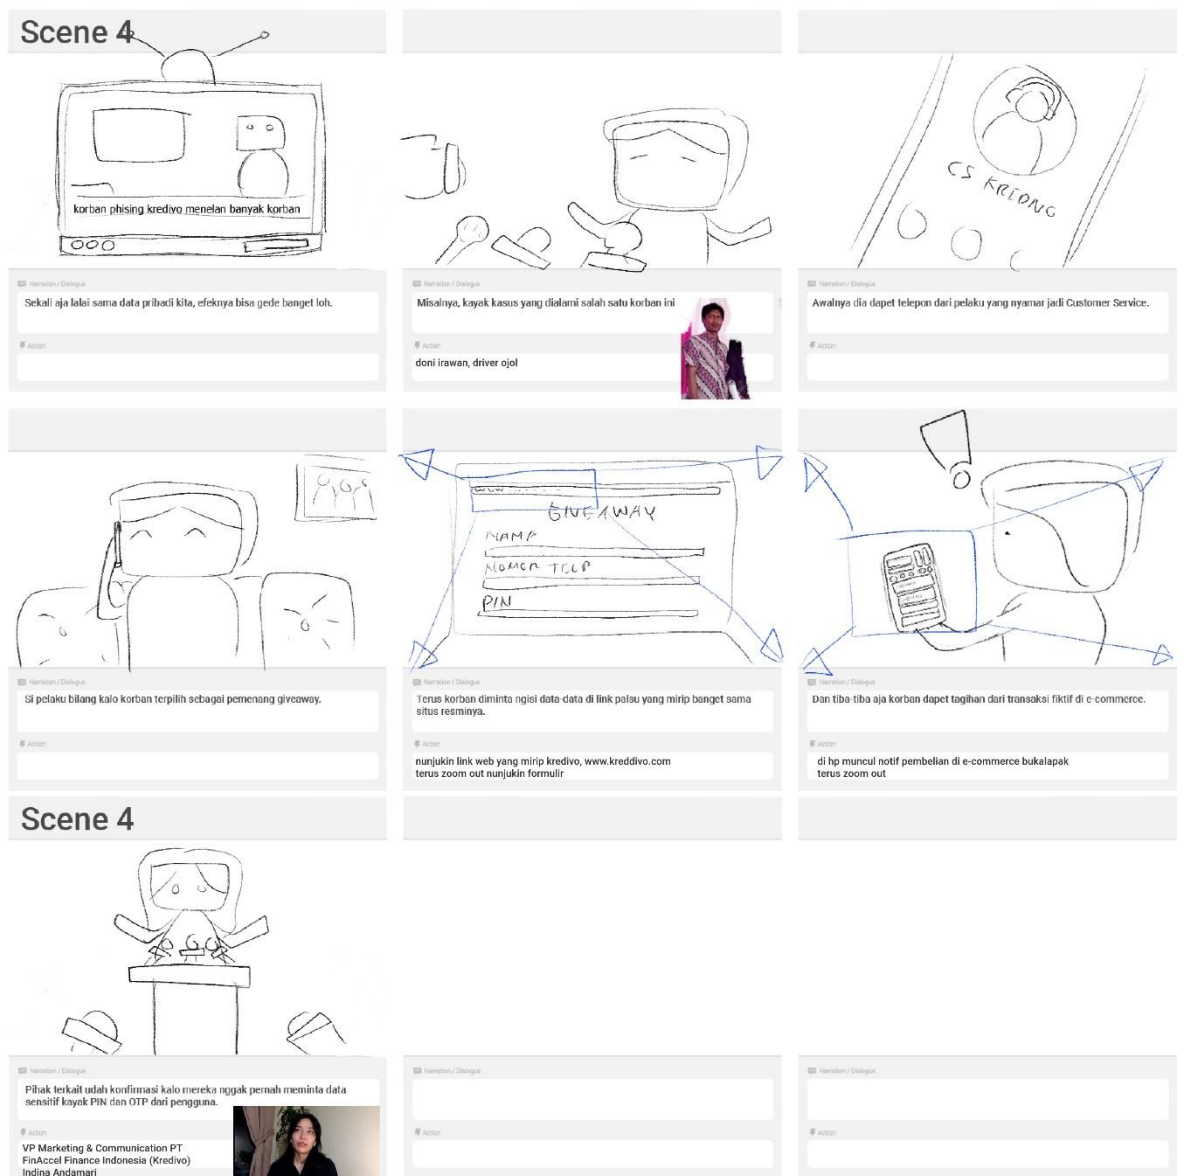 Scene 4
korban phising kredivo menelan banyak korban
Narration / Dialogue
Sekali aja lalai sama data pribadi kita, efeknya bisa gede banget loh.
Action
Narration / Dialogue
Misalnya, kayak kasus yang dialami salah satu korban ini
Action
doni irawan, driver ojol
CS KREDNO
Narration / Dialogue
Awalnya dia dapet telepon dari pelaku yang nyamar jadi Customer Service.
Action
Narration / Dialogue
Si pelaku bilang kalo korban terpilih sebagai pemenang giveaway.
Action
GIVEAWAY
NAMA
NOMOR TELP
PIN
Narration / Dialogue
Terus korban diminta ngisi data-data di link palsu yang mirip banget sama
situs resminya.
Action
nunjukin link web yang mirip kredivo, www.kreddivo.com
terus zoom out nunjukin formulir
Narration / Dialogue
Dan tiba-tiba aja korban dapet tagihan dari transaksi fiktif di e-commerce.
Action
di hp muncul notif pembelian di e-commerce bukalapak
terus zoom out
Scene 4
Narration / Dialogue
Pihak terkait udah konfirmasi kalo mereka nggak pernah meminta data
sensitif kayak PIN dan OTP dari pengguna.
Action
VP Marketing & Communication PT
FinAccel Finance Indonesia (Kredivo)
Indina Andamari
Narration / Dialogue
Action
Narration / Dialogue
Action